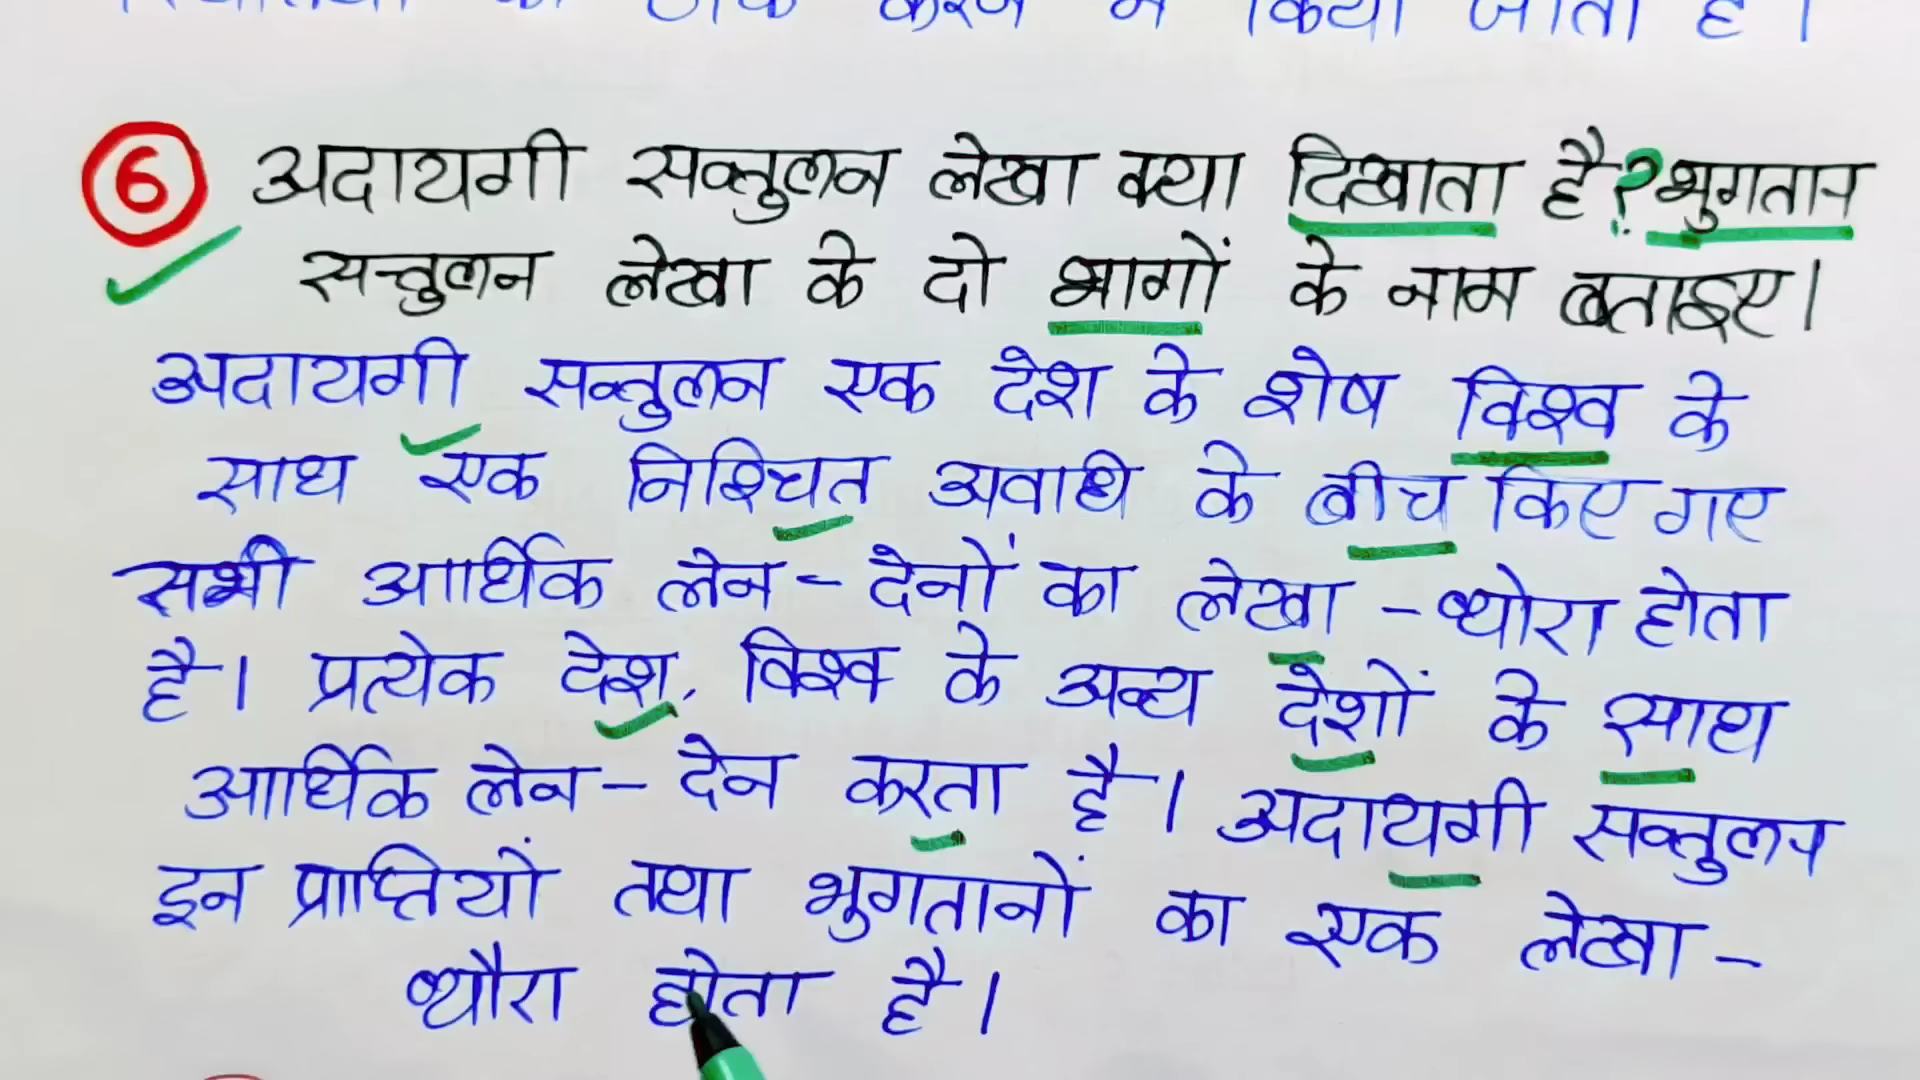 स्थितियों को ठीक करने में किया जाता है।
6 अदायगी सन्तुलन लेखा क्या दिखाता है? भुगतान
सन्तुलन लेखा के दो भागों के नाम बताइए।
अदायगी सन्तुलन एक देश के शेष विश्व के
साथ एक निश्चित अवधि के बीच किए गए
सभी आर्थिक लेन-देनों का लेखा-ब्योरा होता
है। प्रत्येक देश, विश्व के अन्य देशों के साथ
आर्थिक लेन-देन करता है। अदायगी सन्तुलन
इन प्राप्तियों तथा भुगतानों का एक लेखा-
ब्यौरा होता है।